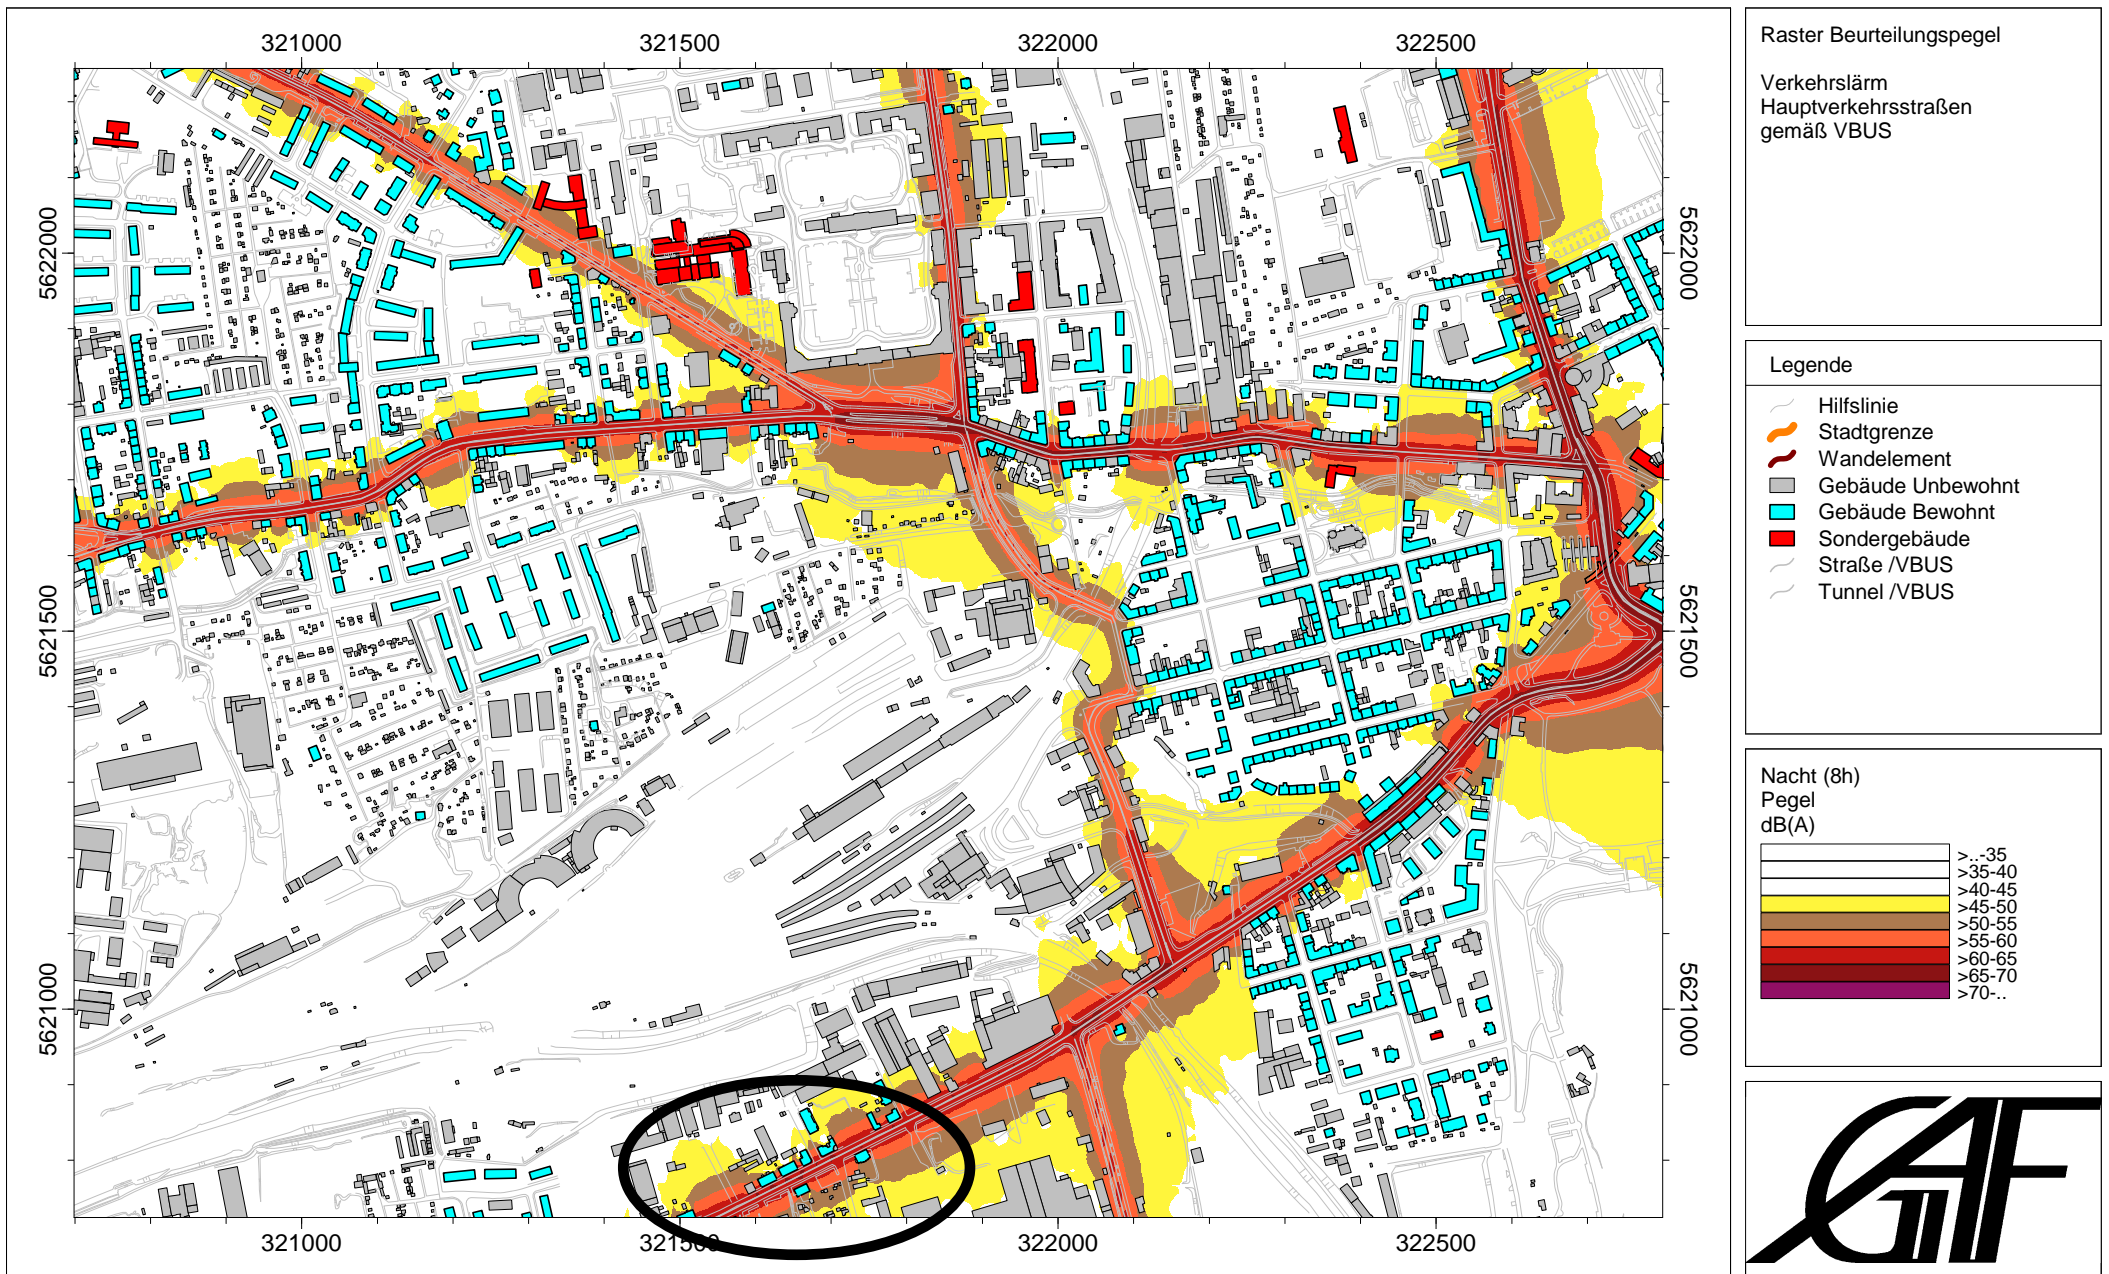 321000 321500 322000 322500
5622000
5621500
5621000
5622000
5621500
5621000
321000 321500 322000 322500
Raster Beurteilungspegel
Verkehrslärm
Hauptverkehrsstraßen
gemäß VBUS
Legende
Hilfslinie
Stadtgrenze
Wandelement
Gebäude Unbewohnt
Gebäude Bewohnt
Sondergebäude
Straße /VBUS
Tunnel /VBUS
Nacht (8h)
Pegel
dB(A)
>..-35
>35-40
>40-45
>45-50
>50-55
>55-60
>60-65
>65-70
>70-..
GAF